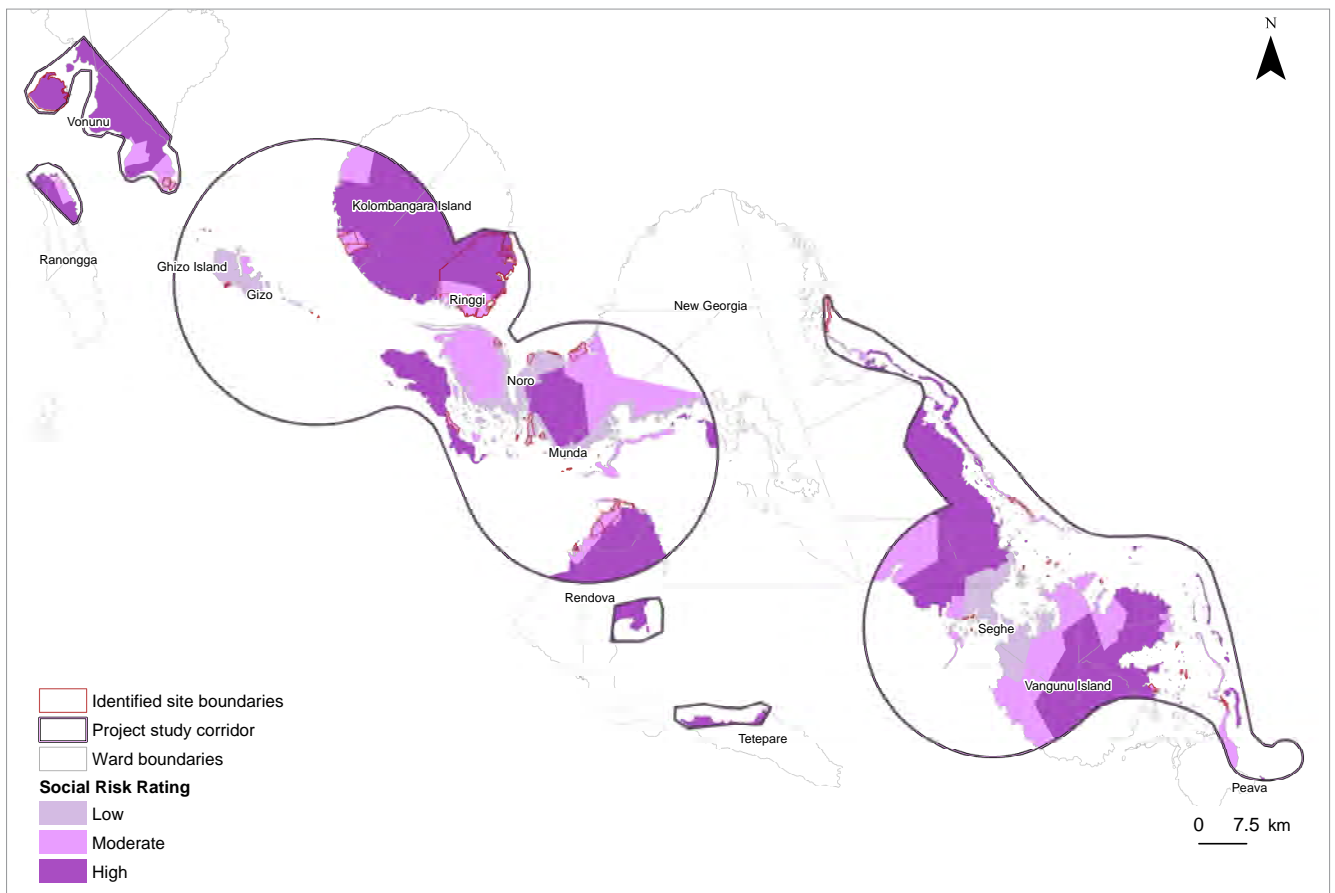 N
Vonunu
Kolombangara Island
Ranongga
Ghizo Island
Gizo
Ringgi
New Georgia
Noro
Munda
Rendova
Seghe
Vangunu Island
Tetepare
Peava
Identified site boundaries
Project study corridor
Ward boundaries
Social Risk Rating
Low
Moderate
High
0 7.5 km